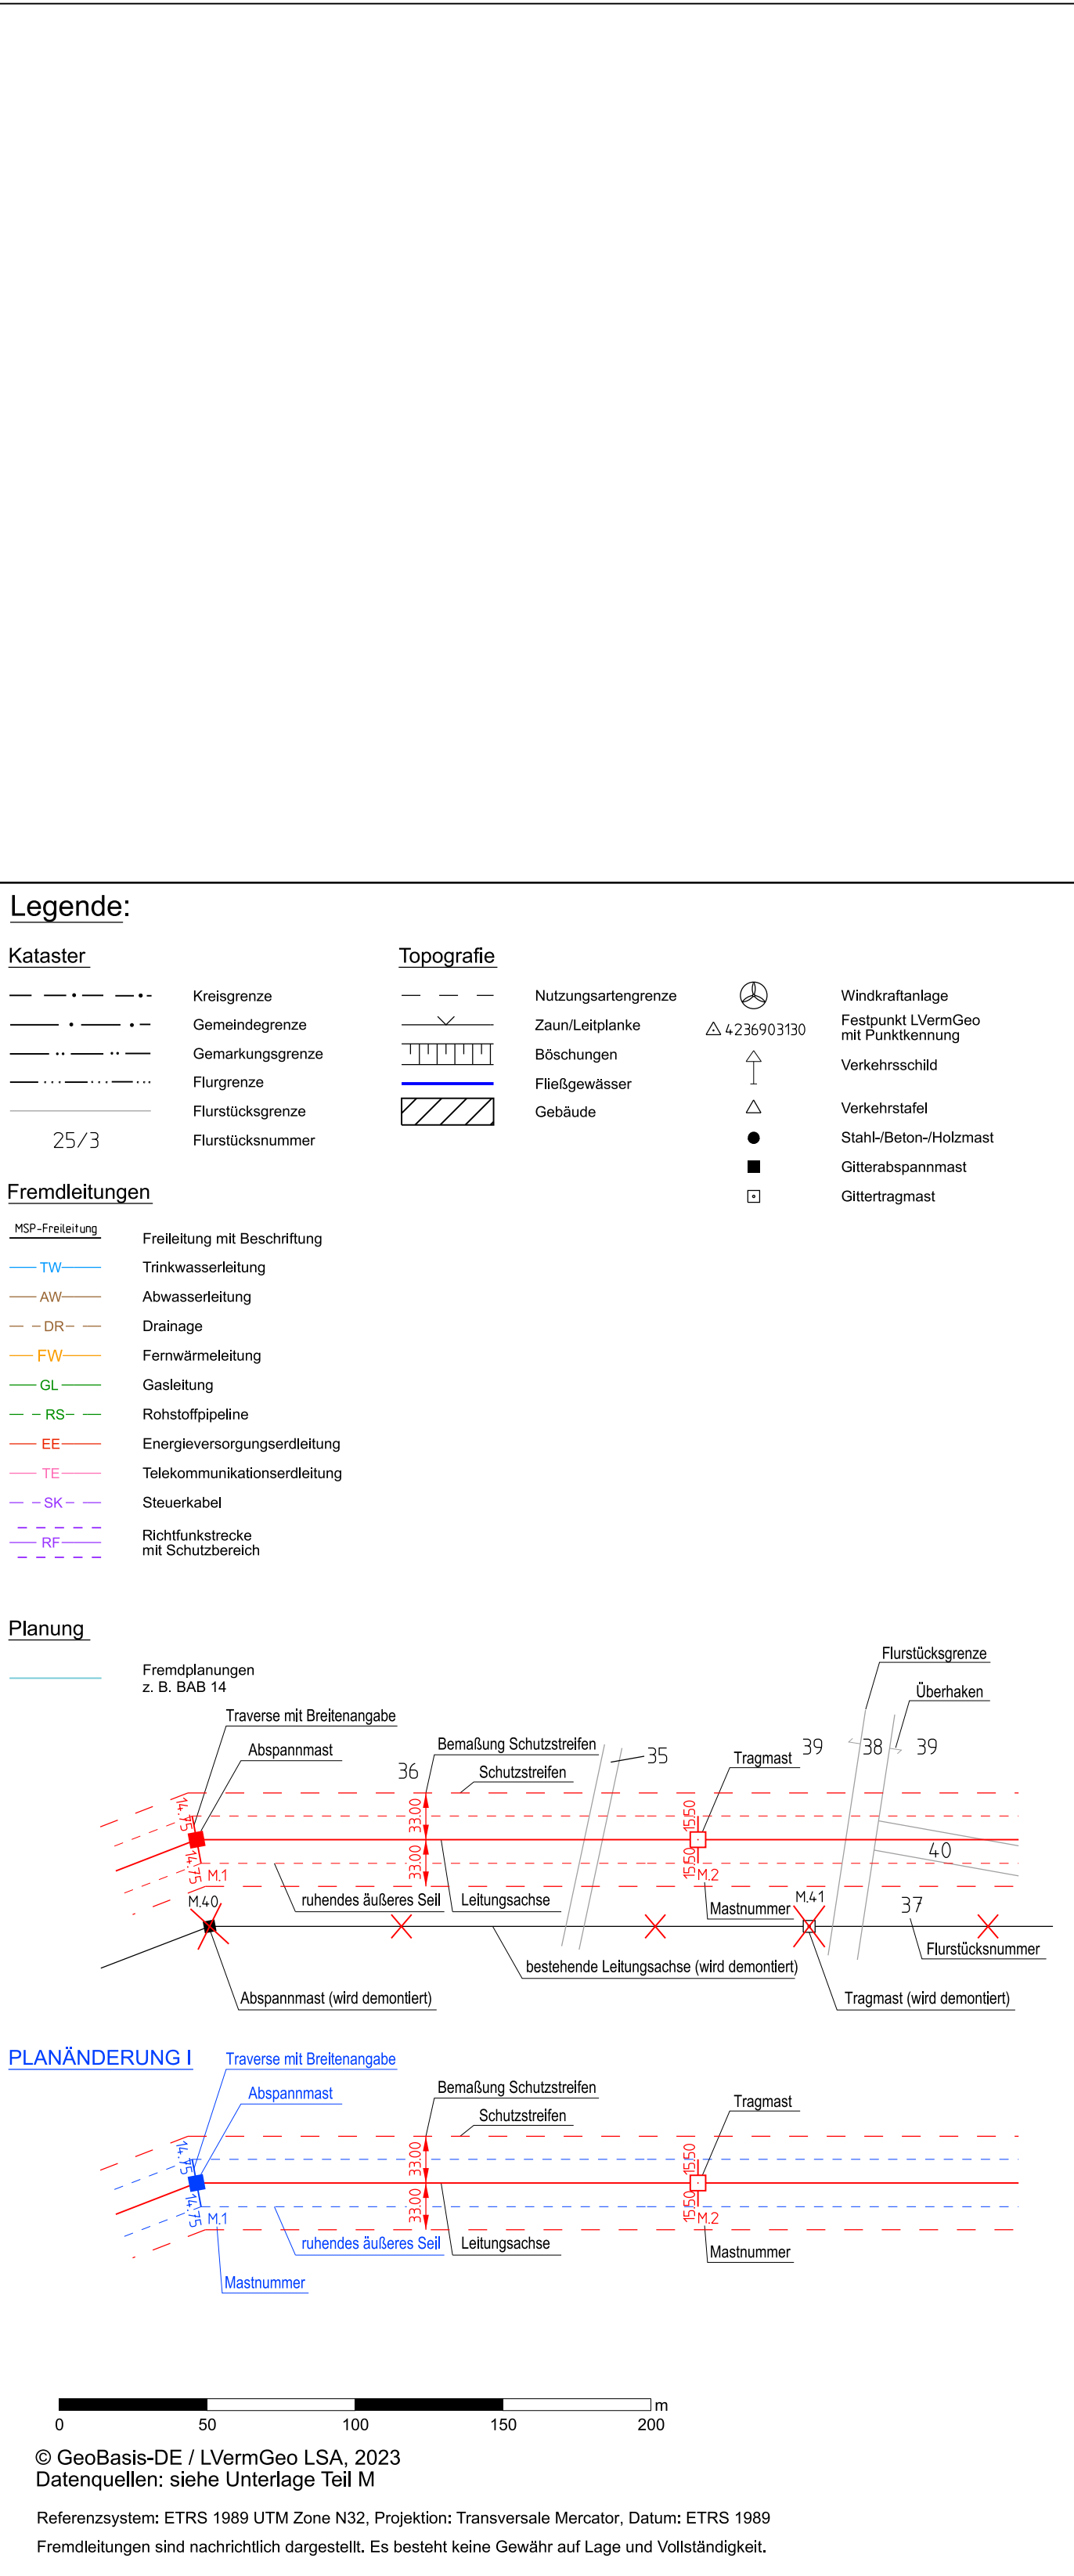 Legende:
Kataster
Kreisgrenze
Gemeindegrenze
Gemarkungsgrenze
Flurgrenze
Flurstücksgrenze
25/3 Flurstücksnummer
Topografie
Nutzungsartengrenze
Zaun/Leitplanke
Böschungen
Fließgewässer
Gebäude
Windkraftanlage
4236903130 Festpunkt LVermGeo
mit Punktkennung
Verkehrsschild
Verkehrstafel
Stahl-/Beton-/Holzmast
Gitterabspannmast
Gittertragmast
Fremdleitungen
MSP-Freileitung Freileitung mit Beschriftung
TW Trinkwasserleitung
AW Abwasserleitung
DR Drainage
FW Fernwärmeleitung
GL Gasleitung
RS Rohstoffpipeline
EE Energieversorgungserdleitung
TE Telekommunikationserdleitung
SK Steuerkabel
RF Richtfunkstrecke
mit Schutzbereich
Planung
Fremdplanungen
z. B. BAB 14
Flurstücksgrenze
Überhaken
Traverse mit Breitenangabe
Abspannmast
Bemaßung Schutzstreifen
Schutzstreifen
36
35
Tragmast
39
38
39
14.75
14.75
33.00
33.00
15.50
15.50
40
M.1
M.2
M.40
ruhendes äußeres Seil
Leitungsachse
Mastnummer
M.41
37
Flurstücksnummer
bestehende Leitungsachse (wird demontiert)
Abspannmast (wird demontiert)
Tragmast (wird demontiert)
PLANÄNDERUNG I
Traverse mit Breitenangabe
Abspannmast
Bemaßung Schutzstreifen
Schutzstreifen
Tragmast
14.75
14.75
33.00
33.00
15.50
15.50
M.1
M.2
ruhendes äußeres Seil
Leitungsachse
Mastnummer
Mastnummer
m
0 50 100 150 200
© GeoBasis-DE / LVermGeo LSA, 2023
Datenquellen: siehe Unterlage Teil M
Referenzsystem: ETRS 1989 UTM Zone N32, Projektion: Transversale Mercator, Datum: ETRS 1989
Fremdleitungen sind nachrichtlich dargestellt. Es besteht keine Gewähr auf Lage und Vollständigkeit.